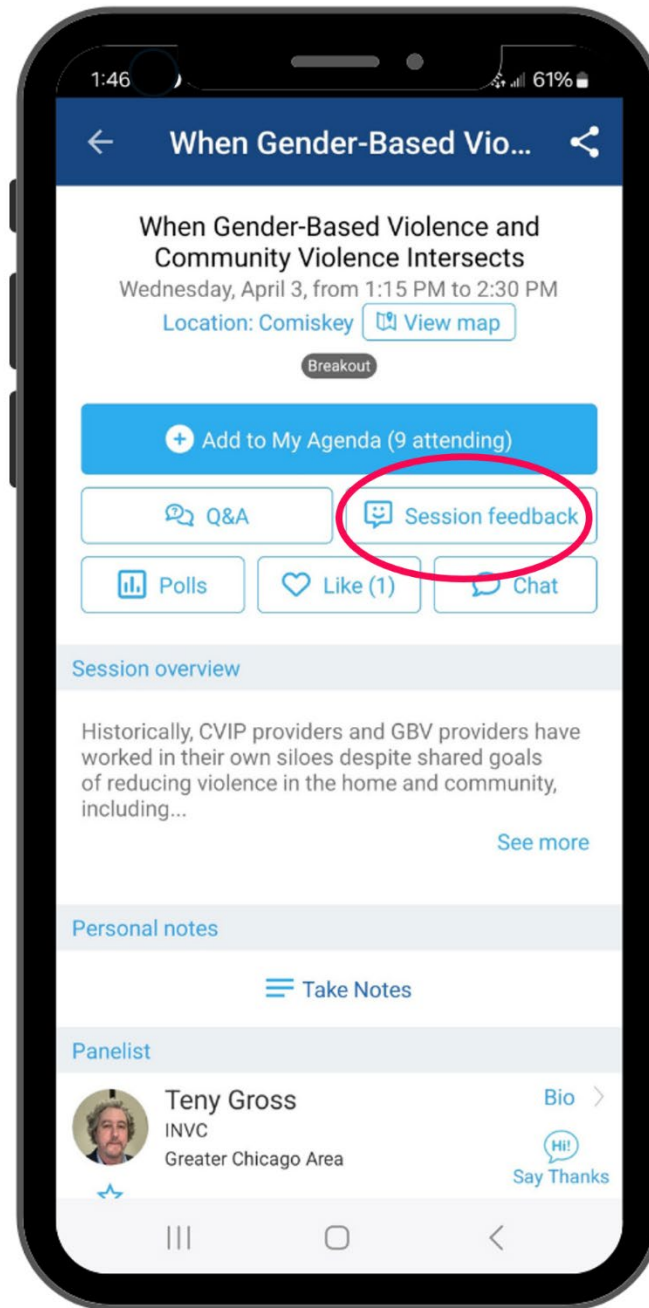 1:46 61%
When Gender-Based Vio...
When Gender-Based Violence and
Community Violence Intersects
Wednesday, April 3, from 1:15 PM to 2:30 PM
Location: Comiskey View map
Breakout
Add to My Agenda (9 attending)
Q&A Session feedback
Polls Like (1) Chat
Session overview
Historically, CVIP providers and GBV providers have
worked in their own siloes despite shared goals
of reducing violence in the home and community,
including...
See more
Personal notes
Take Notes
Panelist
Teny Gross Bio
INVC
Hi!
Greater Chicago Area
Say Thanks